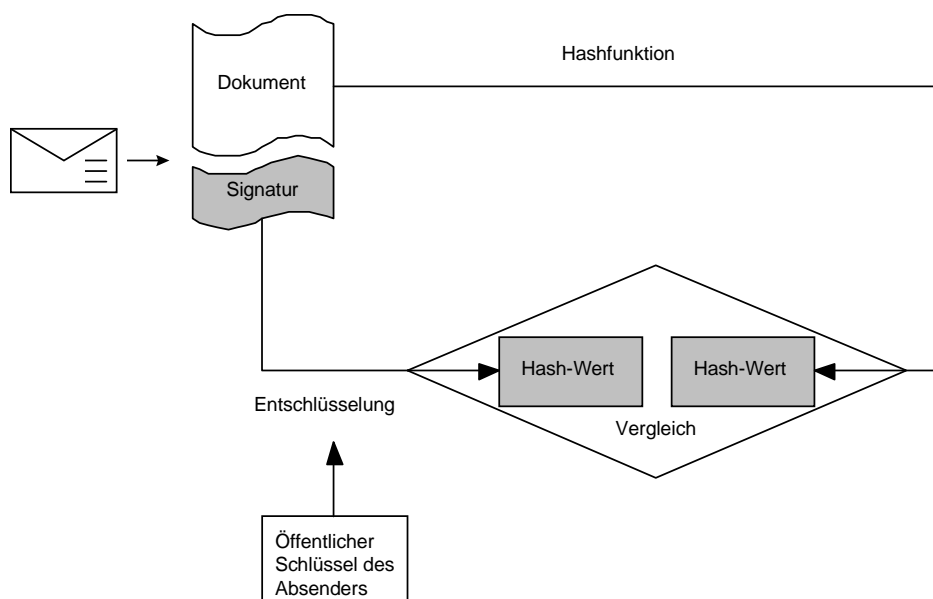 Hashfunktion
Dokument
Signatur
Hash-Wert
Hash-Wert
Entschlüsselung
Vergleich
Öffentlicher
Schlüssel des
Absenders